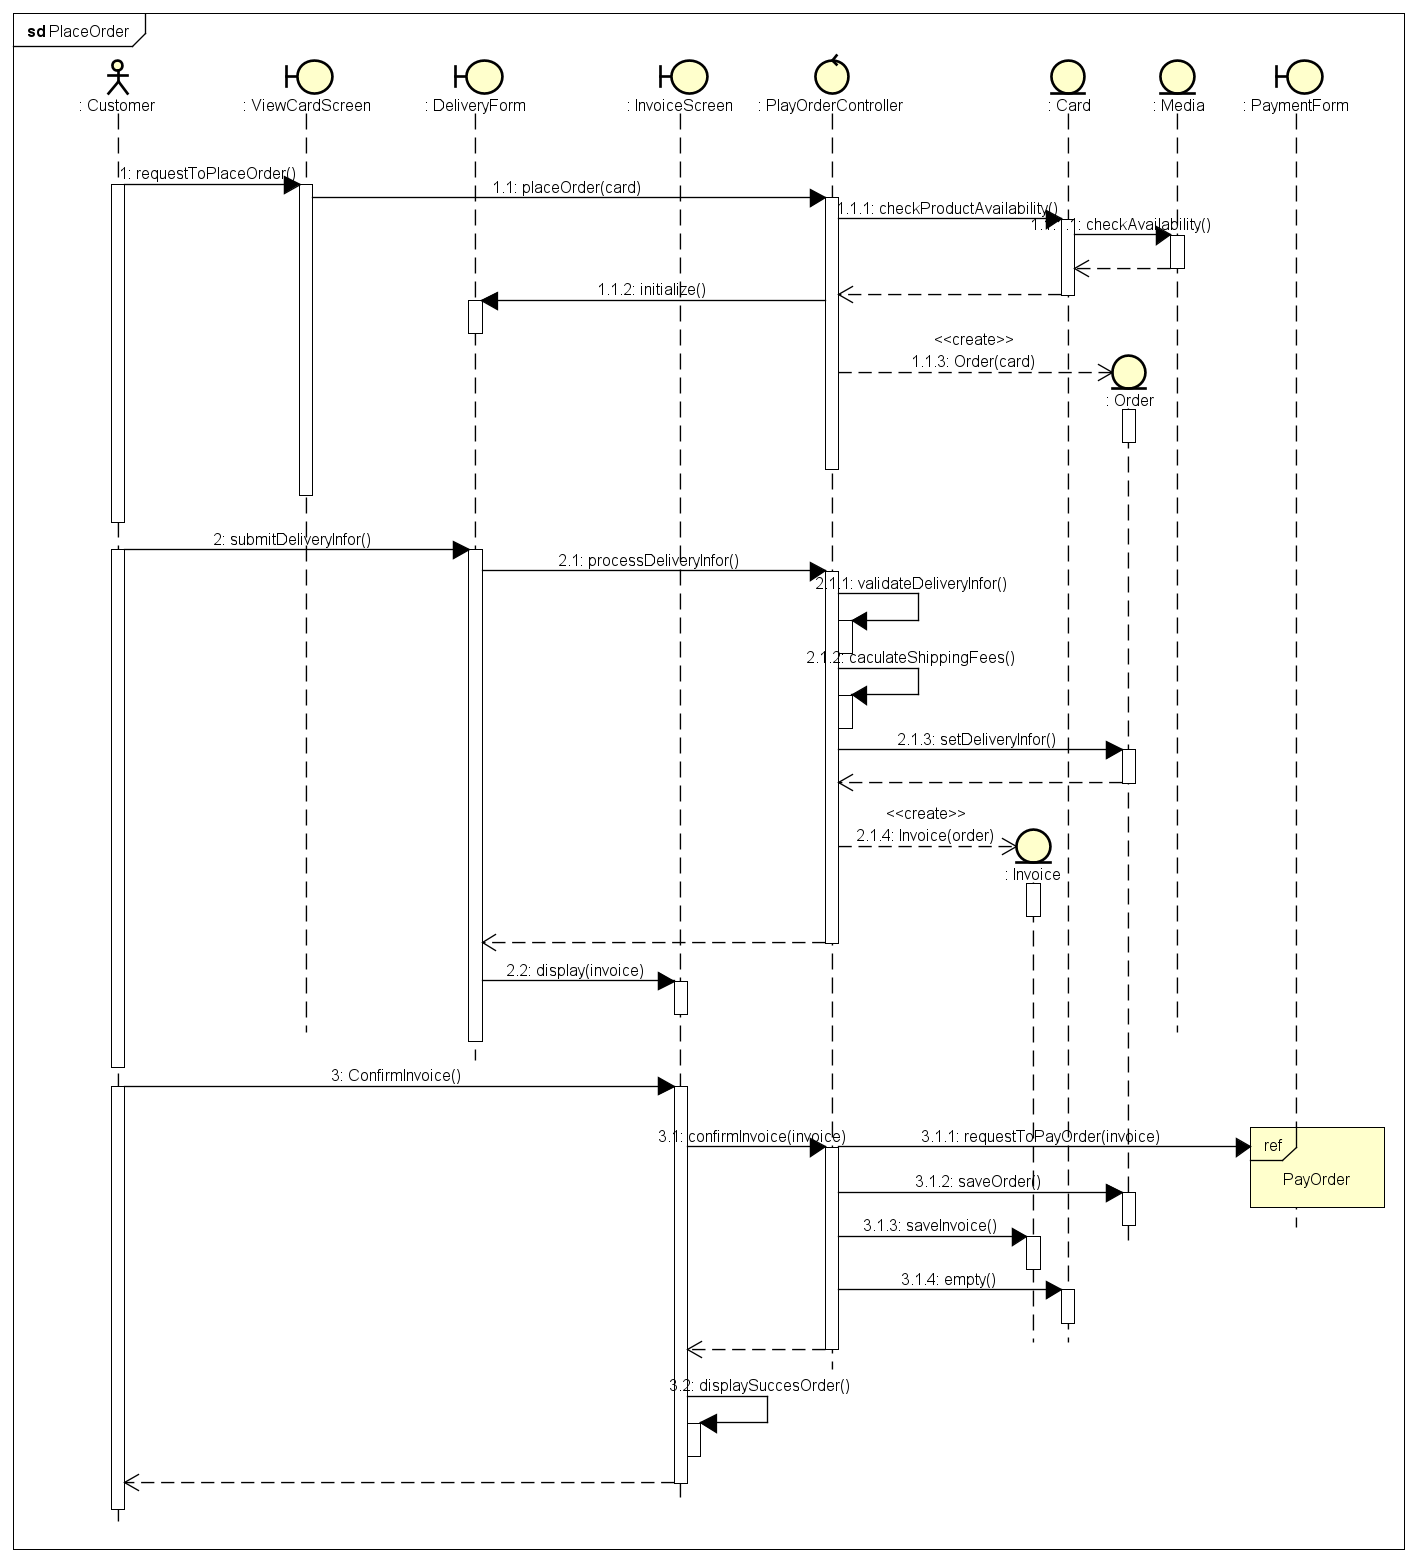 sd PlaceOrder
: Customer
: ViewCardScreen
: DeliveryForm
: InvoiceScreen
: PlayOrderController
: Card
: Media
: PaymentForm
1: requestToPlaceOrder()
1.1: placeOrder(card)
1.1.1: checkProductAvailability()
1.1.1.1: checkAvailability()
1.1.2: initialize()
<<create>>
1.1.3: Order(card)
: Order
2: submitDeliveryInfor()
2.1: processDeliveryInfor()
2.1.1: validateDeliveryInfor()
2.1.2: caculateShippingFees()
2.1.3: setDeliveryInfor()
<<create>>
2.1.4: Invoice(order)
: Invoice
2.2: display(invoice)
3: ConfirmInvoice()
3.1: confirmInvoice(invoice)
3.1.1: requestToPayOrder(invoice)
ref
PayOrder
3.1.2: saveOrder()
3.1.3: saveInvoice()
3.1.4: empty()
3.2: displaySuccesOrder()